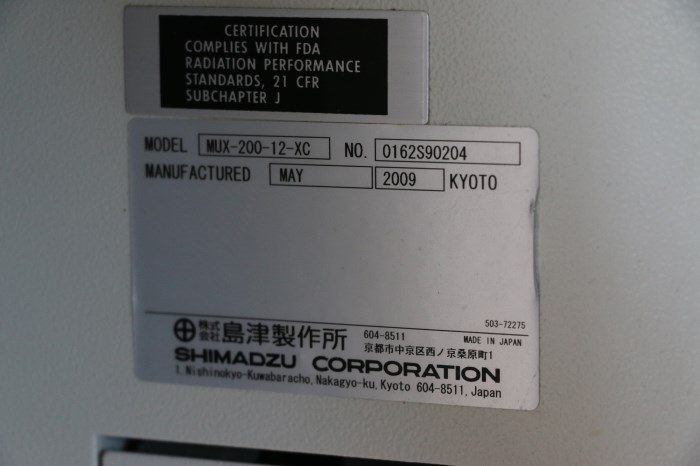 CERTIFICATION
COMPLIES WITH FDA
RADIATION PERFORMANCE
STANDARDS, 21 CFR
SUBCHAPTER J
MODEL MUX-200-12-XC NO. 0162S90204
MANUFACTURED MAY 2009 KYOTO
503-72275
株式会社 島津製作所 604-8511 MADE IN JAPAN
京都市中京区西ノ京桑原町1
SHIMADZU CORPORATION
1, Nishinokyo-Kuwabaracho, Nakagyo-ku, Kyoto 604-8511, Japan